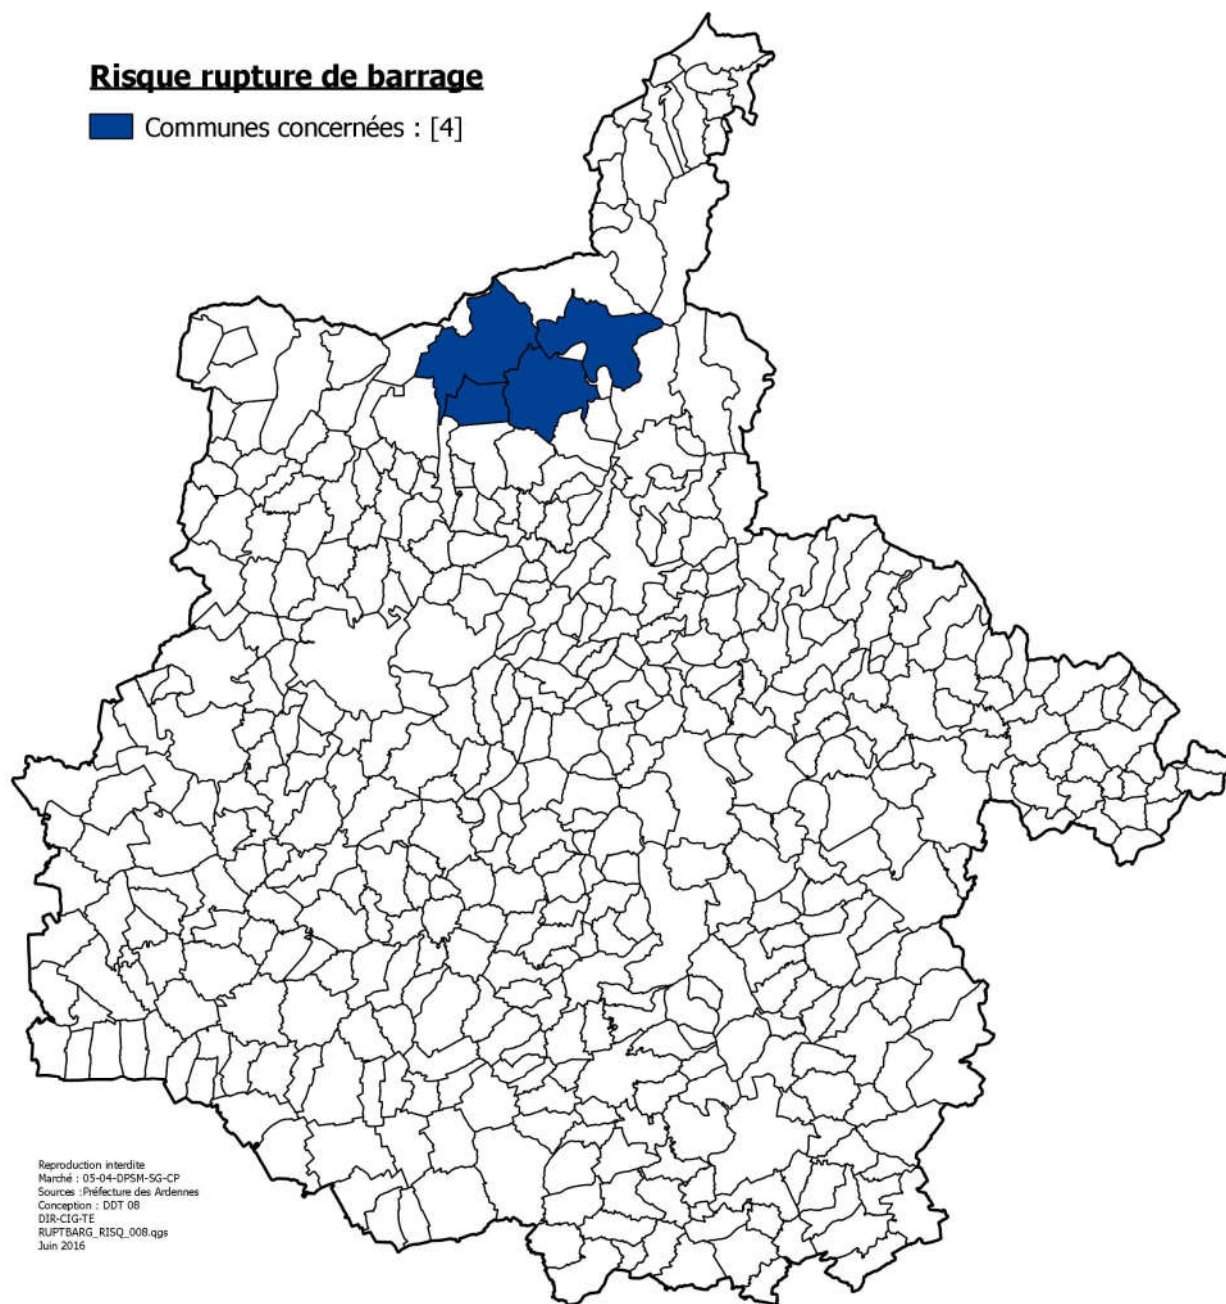 Risque rupture de barrage
Communes concernées : [4]
Reproduction interdite
Marché : 05-04-DPSM-SG-CP
Sources :Préfecture des Ardennes
Conception : DDT 08
DIR-CIG-TE
RUPTBARG_RISQ_008.qgs
Juin 2016